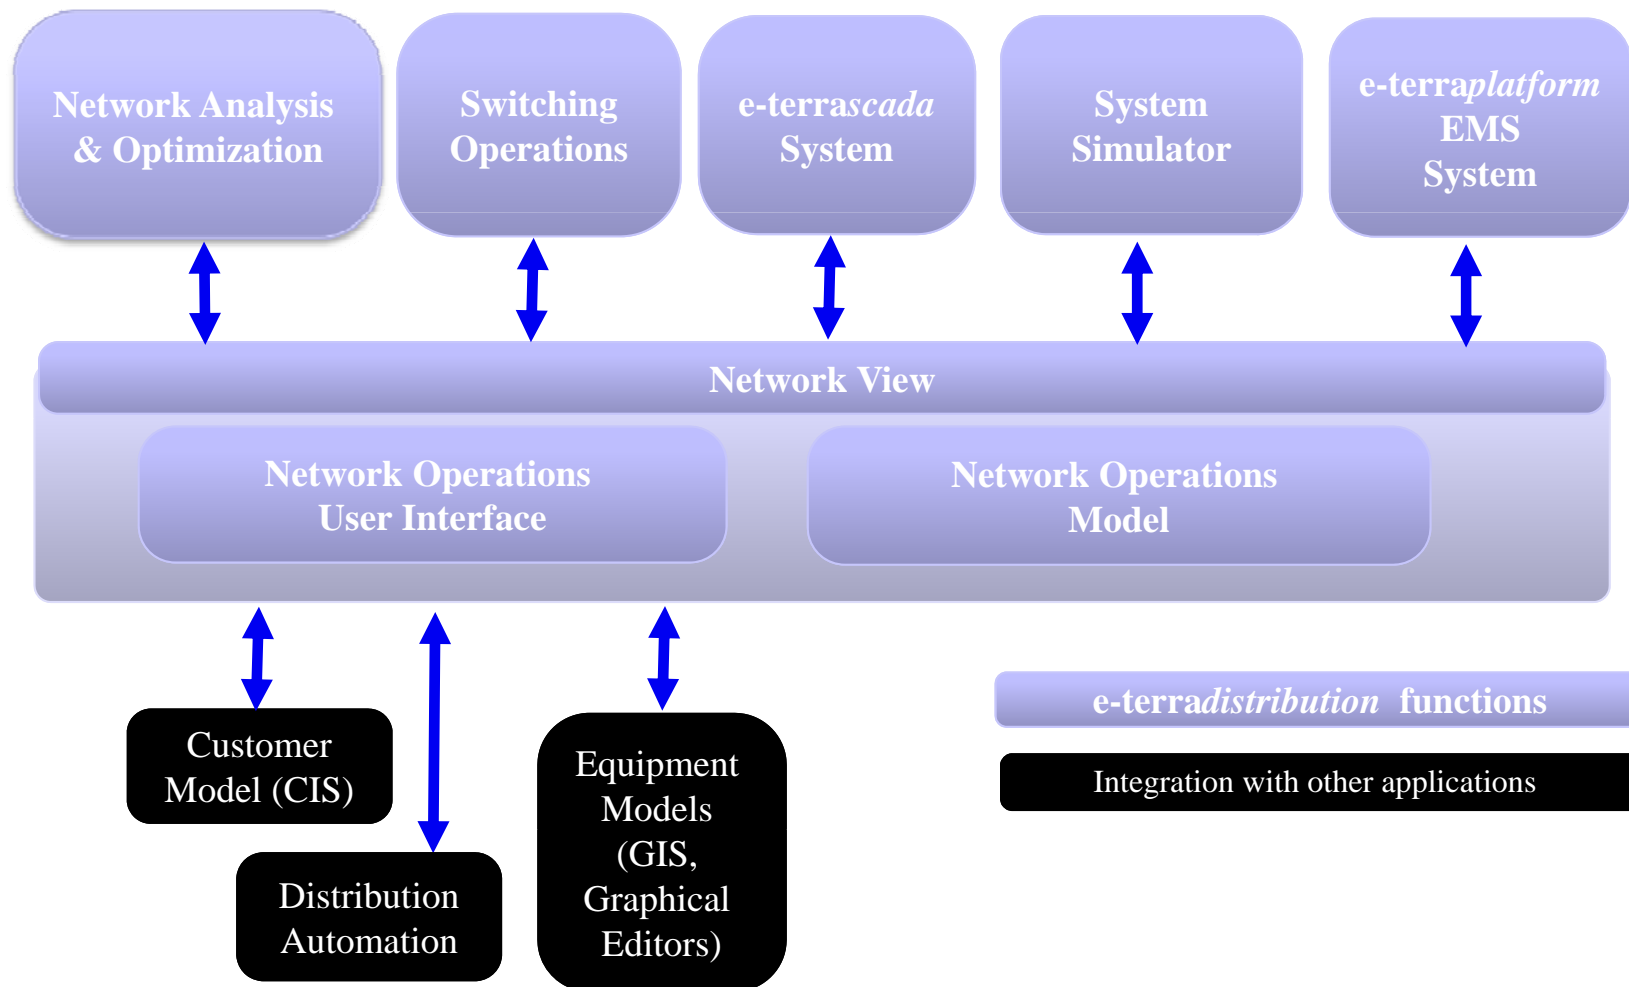 Network Analysis
& Optimization
Switching
Operations
e-terrascada
System
System
Simulator
e-terraplatform
EMS
System
Network View
Network Operations
User Interface
Network Operations
Model
Customer
Model (CIS)
Distribution
Automation
Equipment
Models
(GIS,
Graphical
Editors)
e-terradistribution functions
Integration with other applications